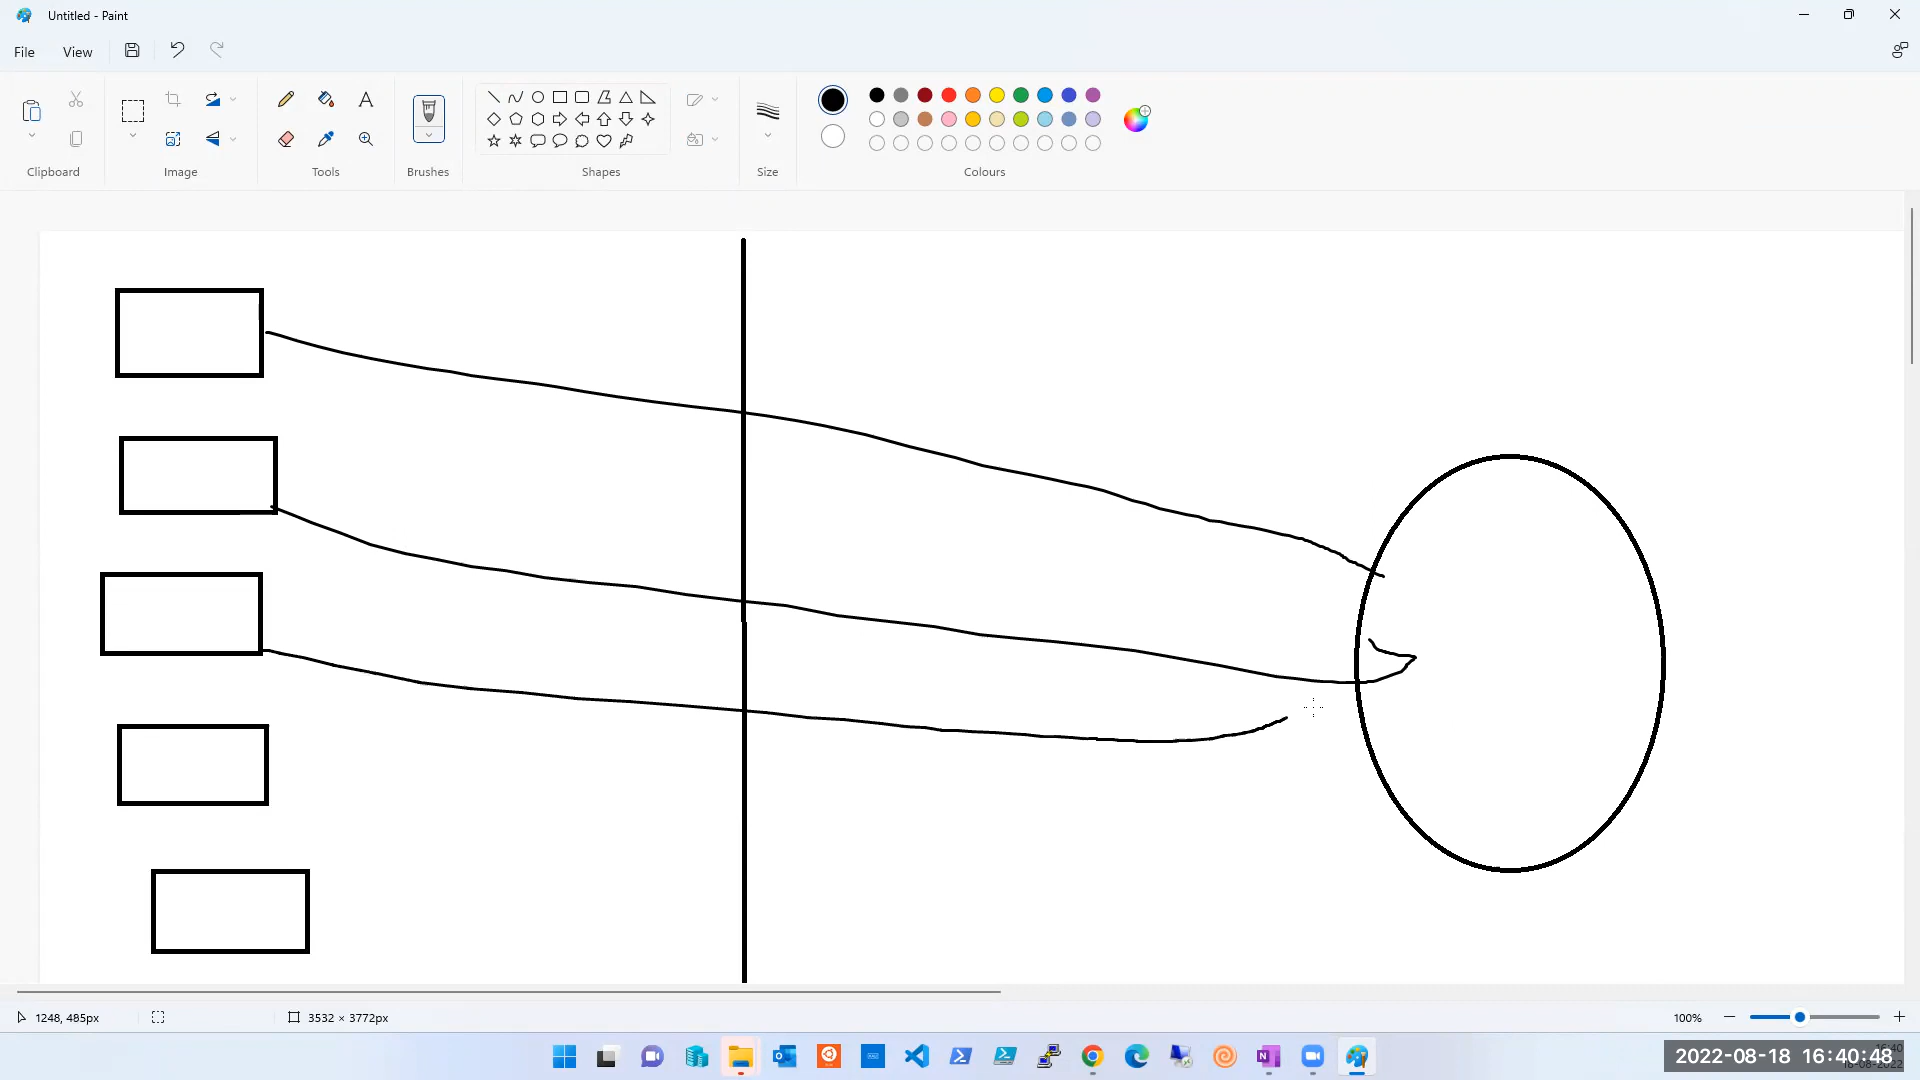 Untitled - Paint
File View
Clipboard Image Tools Brushes Shapes Size Colours
1248, 485px 3532 × 3772px 100%
2022-08-18 16:40:48